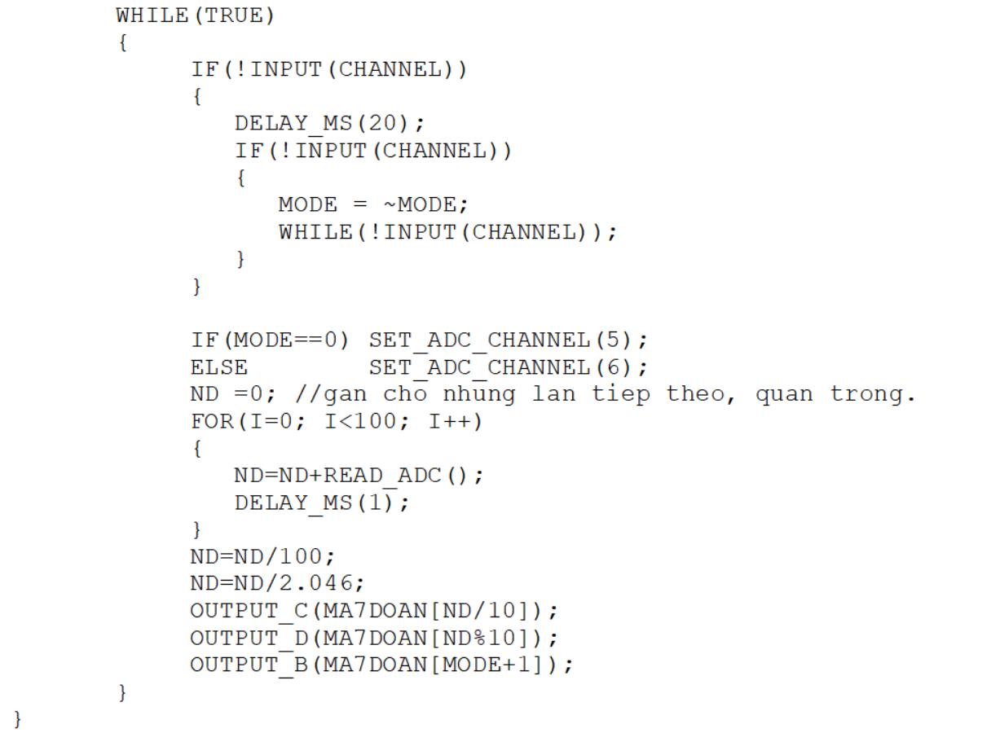 WHILE(TRUE)
{
IF(!INPUT(CHANNEL))
{
DELAY_MS(20);
IF(!INPUT(CHANNEL))
{
MODE = ~MODE;
WHILE(!INPUT(CHANNEL));
}
}
IF(MODE==0) SET_ADC_CHANNEL(5);
ELSE SET_ADC_CHANNEL(6);
ND =0; //gan cho nhung lan tiep theo, quan trong.
FOR(I=0; I<100; I++)
{
ND=ND+READ_ADC();
DELAY_MS(1);
}
ND=ND/100;
ND=ND/2.046;
OUTPUT_C(MA7DOAN[ND/10]);
OUTPUT_D(MA7DOAN[ND%10]);
OUTPUT_B(MA7DOAN[MODE+1]);
}
}